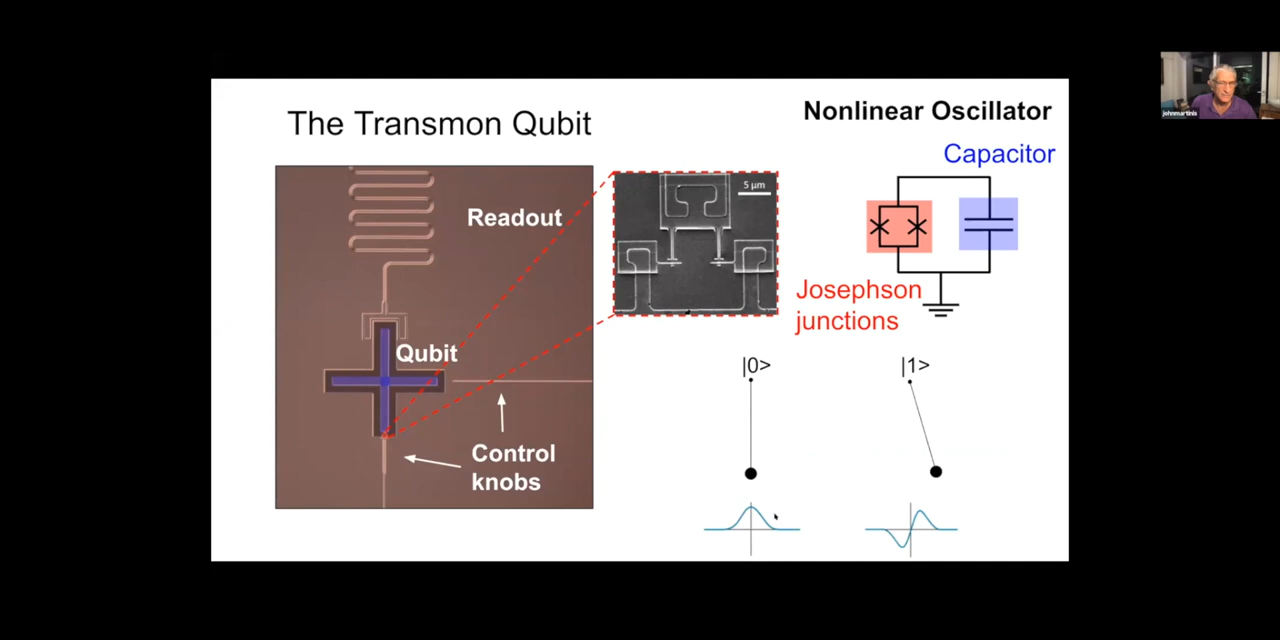 The Transmon Qubit
Nonlinear Oscillator
Capacitor
Readout
5 μm
Josephson
junctions
Qubit
Control
knobs
|0>
|1>
johnmartinis